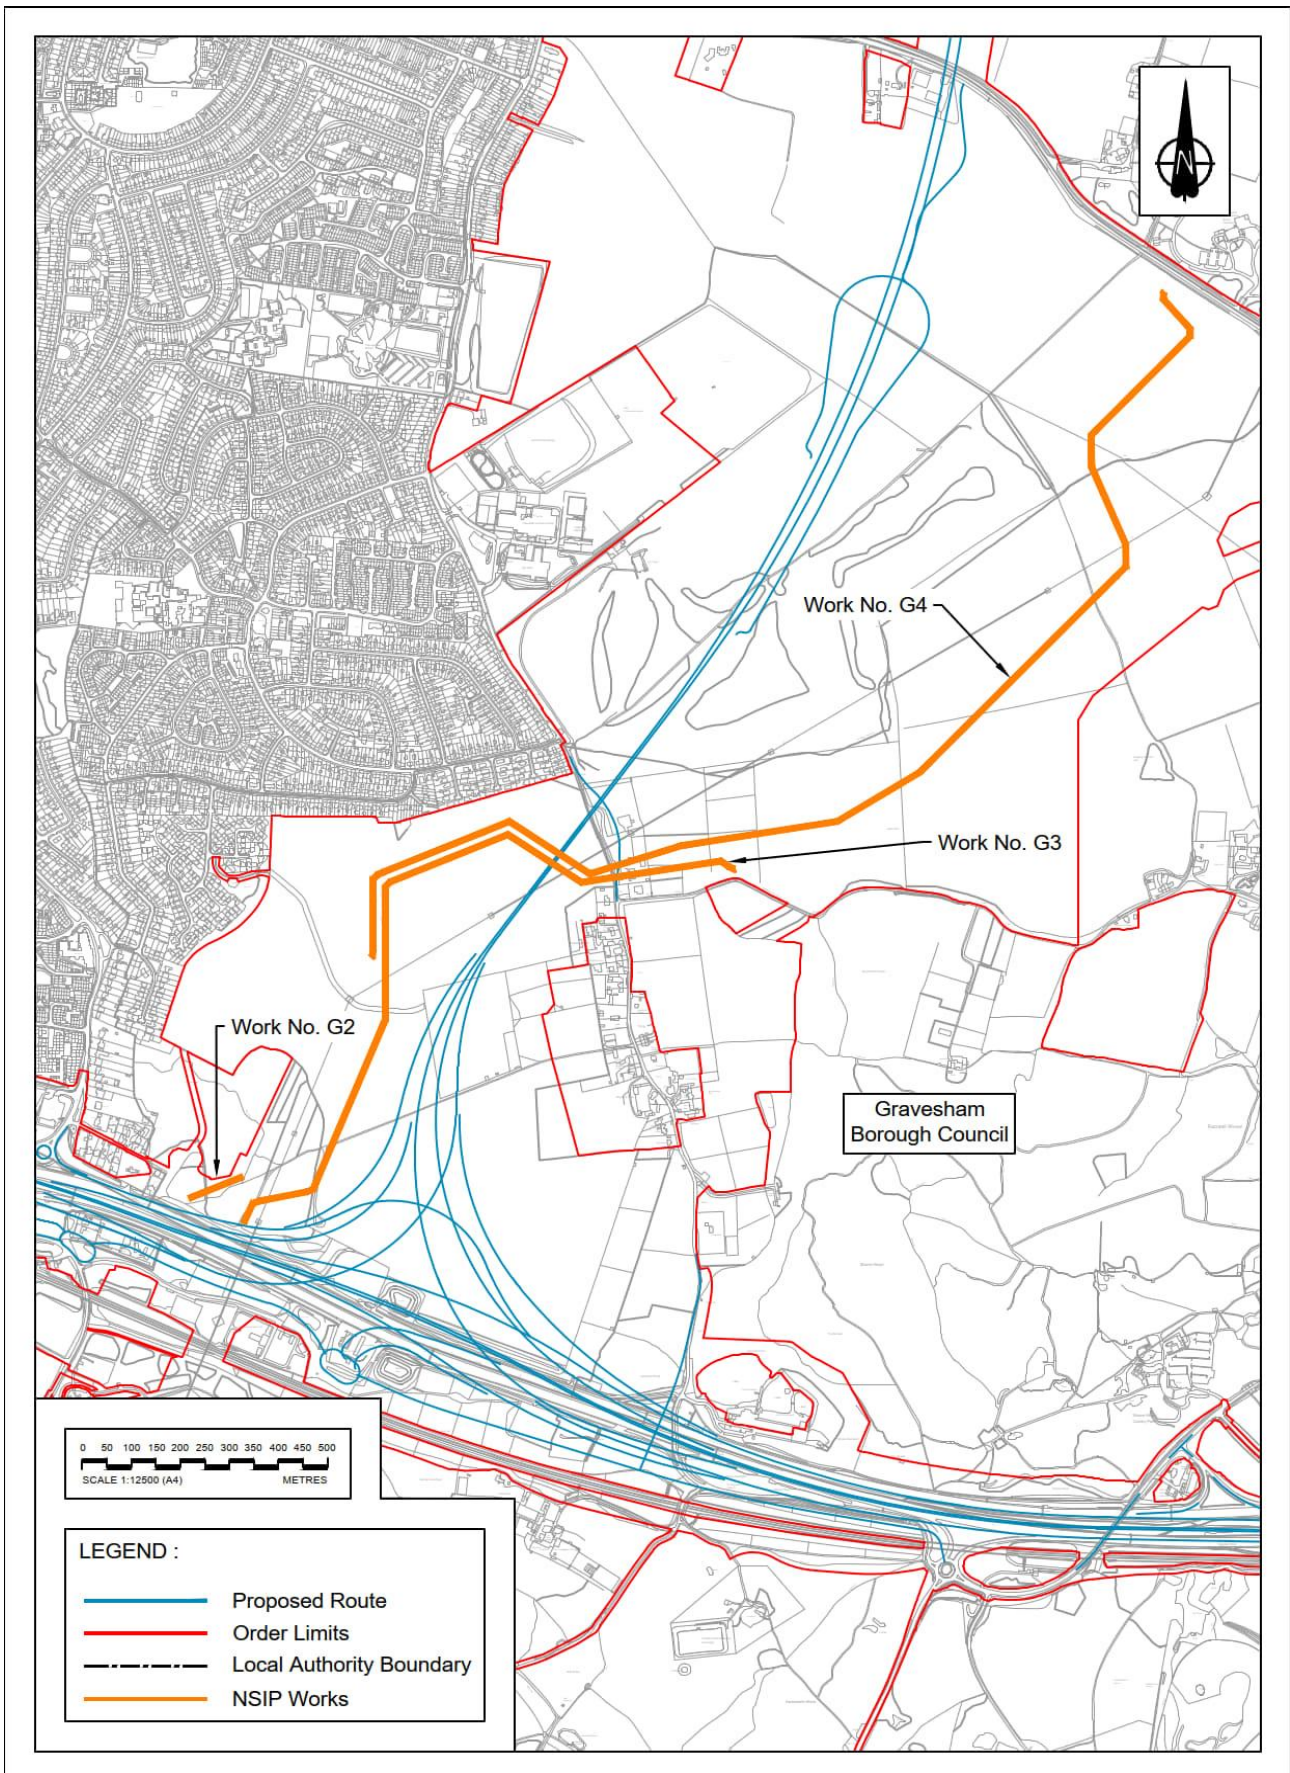 N
Work No. G4
Work No. G3
Work No. G2
Gravesham
Borough Council
0 50 100 150 200 250 300 350 400 450 500
SCALE 1:12500 (A4) METRES
LEGEND :
Proposed Route
Order Limits
Local Authority Boundary
NSIP Works